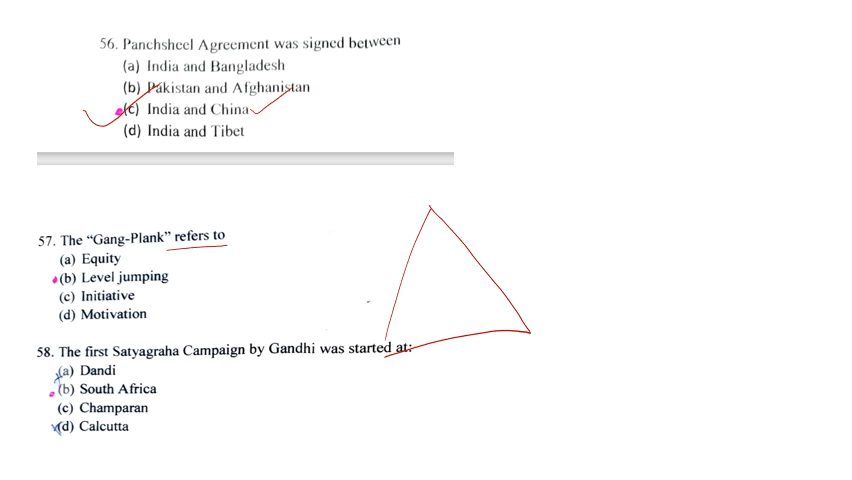 56. Panchsheel Agreement was signed between
(a) India and Bangladesh
(b) Pakistan and Afghanistan
(c) India and China
(d) India and Tibet
57. The “Gang-Plank” refers to
(a) Equity
(b) Level jumping
(c) Initiative
(d) Motivation
58. The first Satyagraha Campaign by Gandhi was started at:
(a) Dandi
(b) South Africa
(c) Champaran
(d) Calcutta